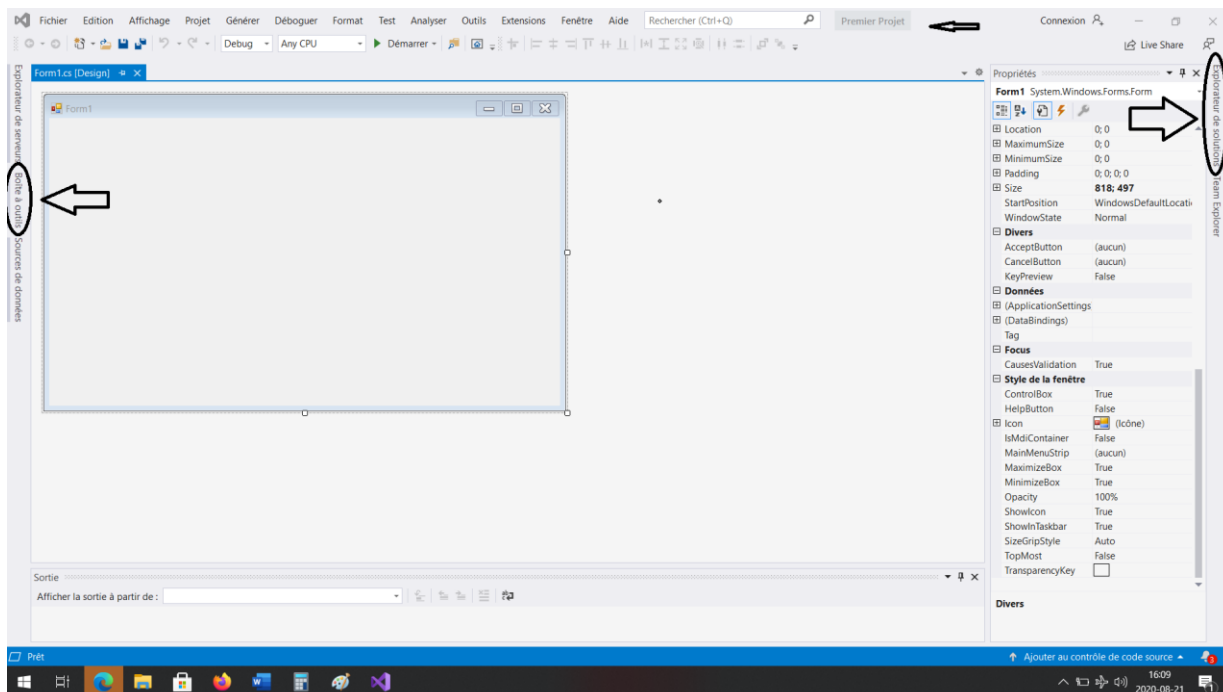 Fichier Edition Affichage Projet Générer Déboguer Format Test Analyser Outils Extensions Fenêtre Aide Rechercher (Ctrl+Q) Premier Projet Connexion
Debug Any CPU Démarrer Live Share
Explorateur de serveurs Boîte à outils Sources de données
Form1.cs [Design]
Form1
Propriétés
Form1 System.Windows.Forms.Form
Location 0; 0
MaximumSize 0; 0
MinimumSize 0; 0
Padding 0; 0; 0; 0
Size 818; 497
StartPosition WindowsDefaultLocati
WindowState Normal
Divers
AcceptButton (aucun)
CancelButton (aucun)
KeyPreview False
Données
(ApplicationSettings
(DataBindings)
Tag
Focus
CausesValidation True
Style de la fenêtre
ControlBox True
HelpButton False
Icon (Icône)
IsMdiContainer False
MainMenuStrip (aucun)
MaximizeBox True
MinimizeBox True
Opacity 100%
ShowIcon True
ShowInTaskbar True
SizeGripStyle Auto
TopMost False
TransparencyKey
Divers
Explorateur de solutions Team Explorer
Sortie
Afficher la sortie à partir de :
Prêt Ajouter au contrôle de code source 3
16:09
2020-08-21